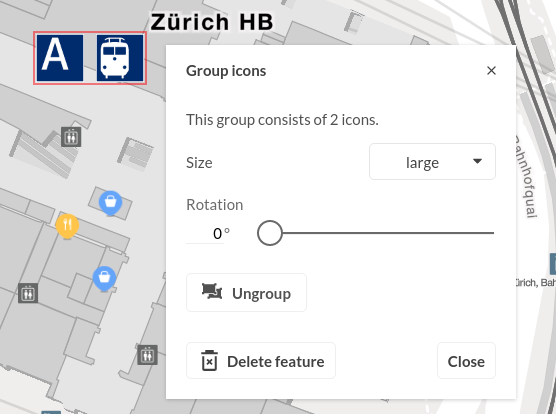 Zürich HB
A
Group icons
This group consists of 2 icons.
Size
large
Rotation
0 °
Ungroup
Delete feature
Close
Bahnhofquai
ürich, Bah